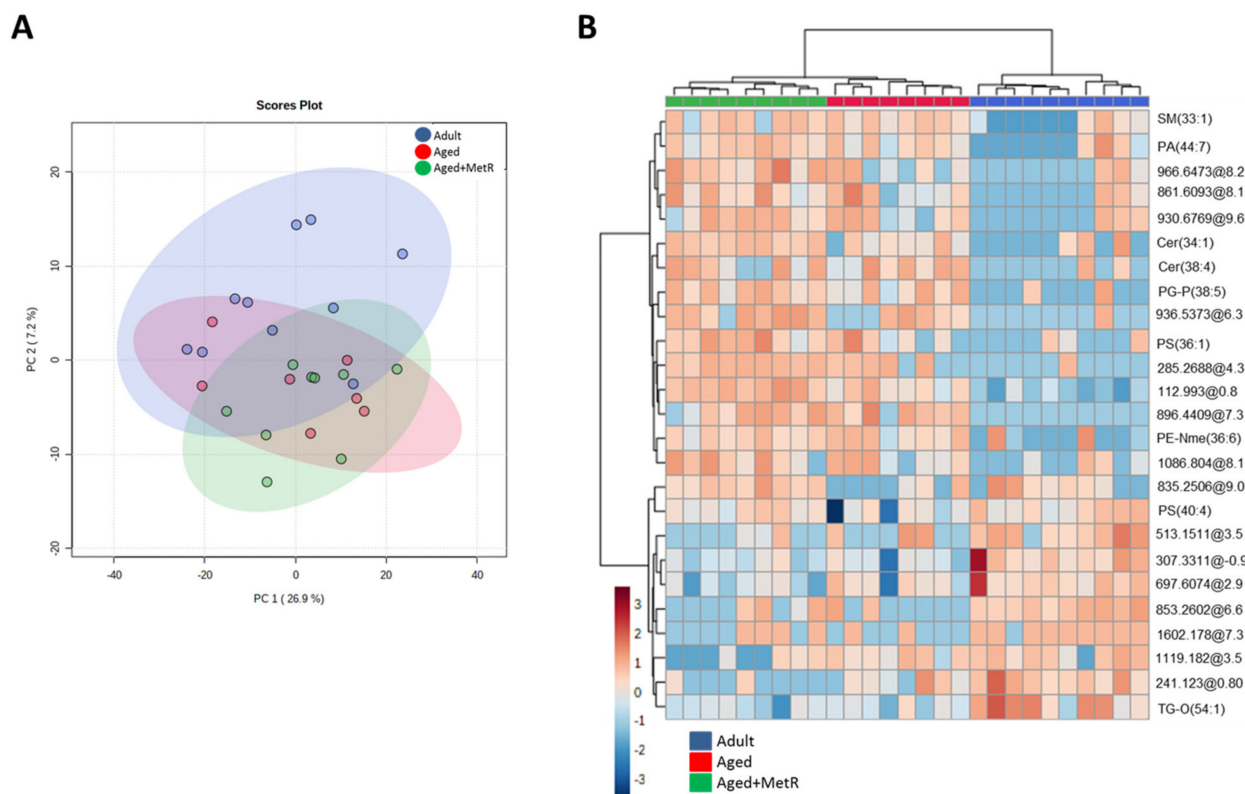 A
B
Scores Plot
Adult
Aged
Aged+MetR
PC 2 ( 7.2 %)
20
10
0
-10
-20
-40
-20
0
20
40
PC 1 ( 26.9 %)
SM(33:1)
PA(44:7)
966.6473@8.2
861.6093@8.1
930.6769@9.6
Cer(34:1)
Cer(38:4)
PG-P(38:5)
936.5373@6.3
PS(36:1)
285.2688@4.3
112.993@0.8
896.4409@7.3
PE-Nme(36:6)
1086.804@8.1
835.2506@9.0
PS(40:4)
513.1511@3.5
307.3311@-0.9
697.6074@2.9
853.2602@6.6
1602.178@7.3
1119.182@3.5
241.123@0.80
TG-O(54:1)
3
2
1
0
-1
-2
-3
Adult
Aged
Aged+MetR